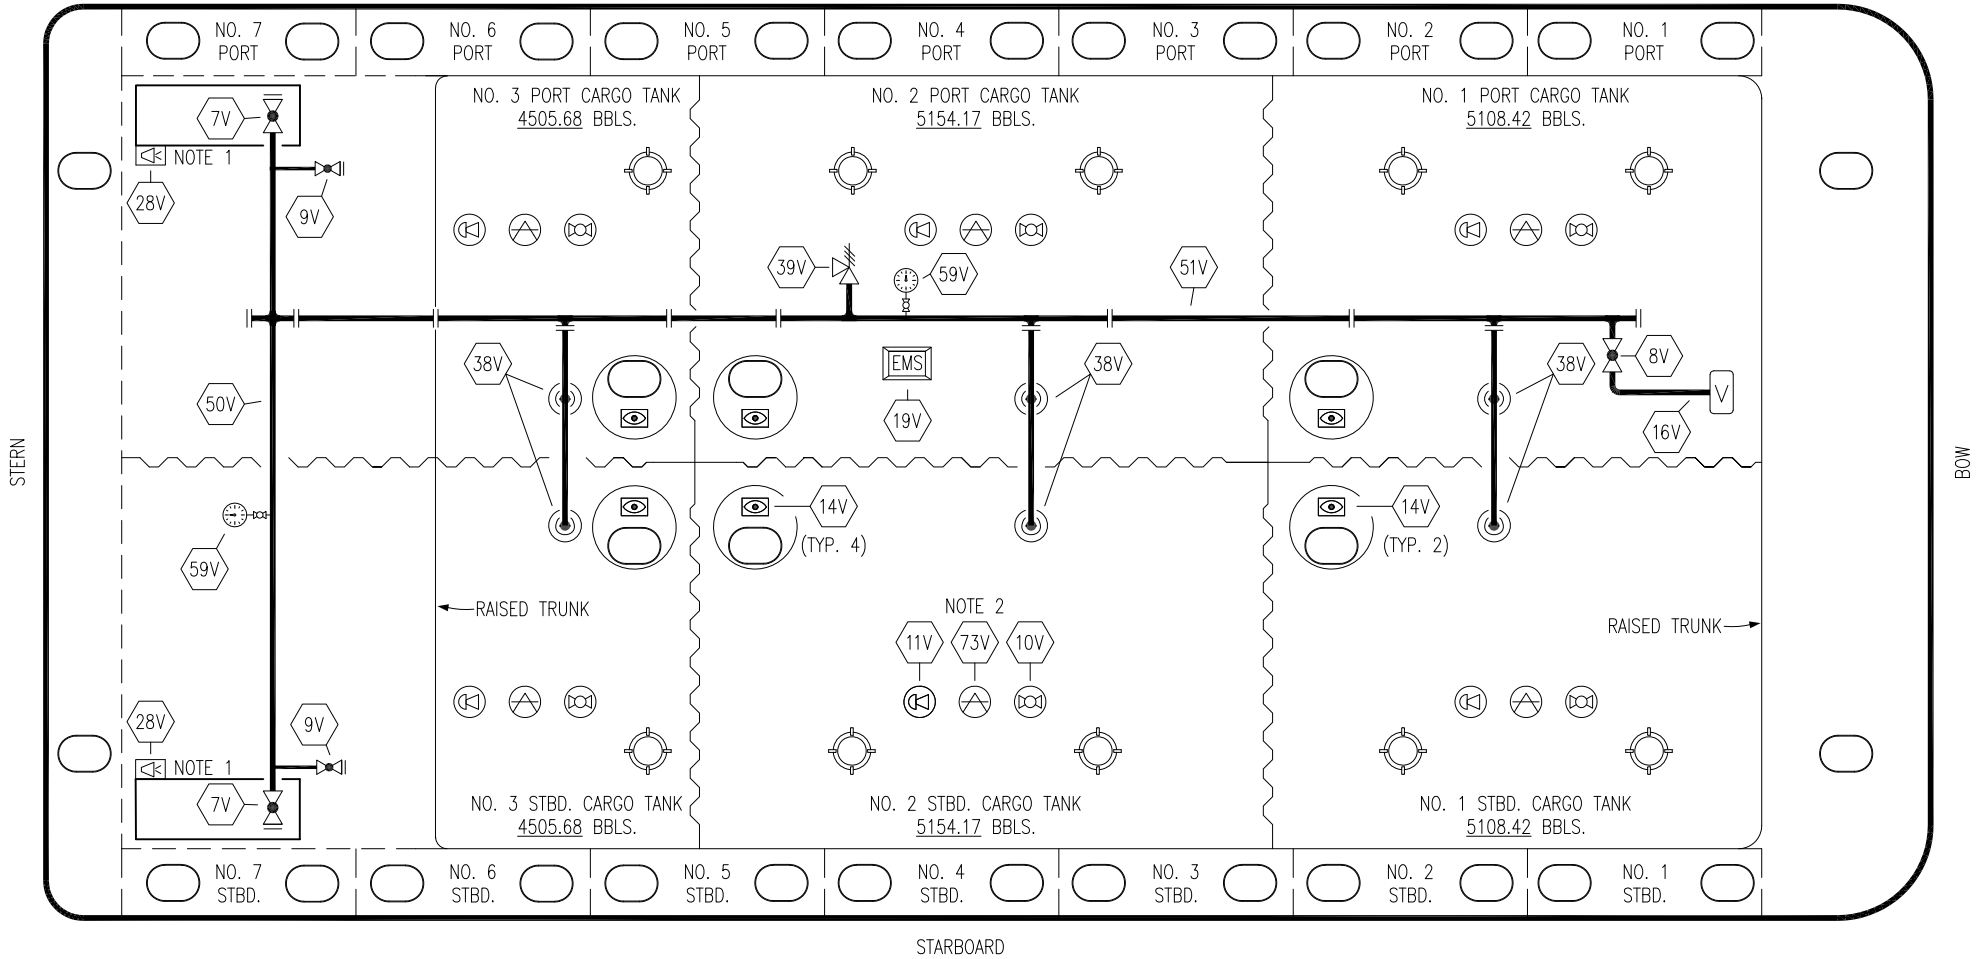 NO. 7
PORT
NO. 6
PORT
NO. 5
PORT
NO. 4
PORT
NO. 3
PORT
NO. 2
PORT
NO. 1
PORT
NO. 3 PORT CARGO TANK
4505.68 BBLS.
NO. 2 PORT CARGO TANK
5154.17 BBLS.
NO. 1 PORT CARGO TANK
5108.42 BBLS.
7V
NOTE 1
28V
9V
39V
59V
51V
38V
EMS
19V
38V
38V
8V
V
16V
50V
STERN
BOW
59V
14V
(TYP. 4)
14V
(TYP. 2)
RAISED TRUNK
NOTE 2
11V
73V
10V
RAISED TRUNK
28V
9V
NOTE 1
7V
NO. 3 STBD. CARGO TANK
4505.68 BBLS.
NO. 2 STBD. CARGO TANK
5154.17 BBLS.
NO. 1 STBD. CARGO TANK
5108.42 BBLS.
NO. 7
STBD.
NO. 6
STBD.
NO. 5
STBD.
NO. 4
STBD.
NO. 3
STBD.
NO. 2
STBD.
NO. 1
STBD.
STARBOARD